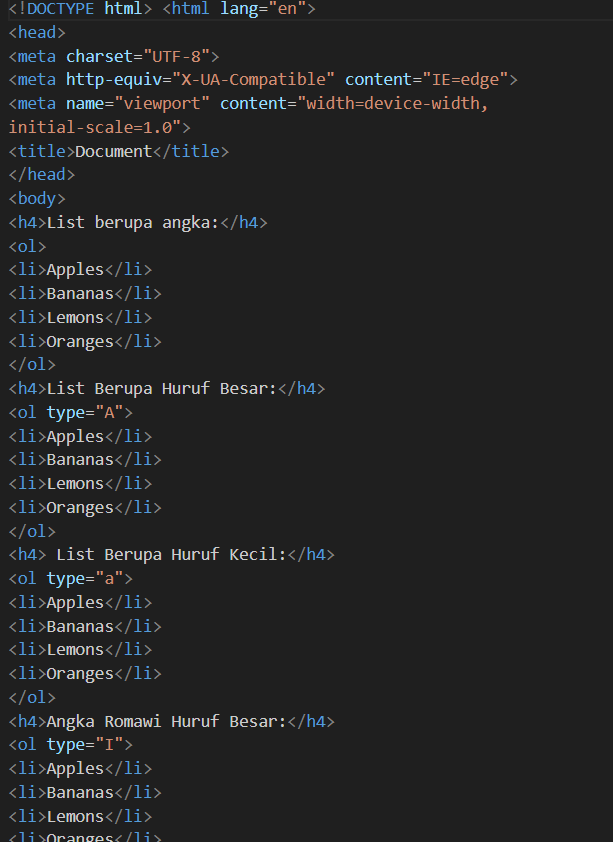 <!DOCTYPE html> <html lang="en">
<head>
<meta charset="UTF-8">
<meta http-equiv="X-UA-Compatible" content="IE=edge">
<meta name="viewport" content="width=device-width,
initial-scale=1.0">
<title>Document</title>
</head>
<body>
<h4>List berupa angka:</h4>
<ol>
<li>Apples</li>
<li>Bananas</li>
<li>Lemons</li>
<li>Oranges</li>
</ol>
<h4>List Berupa Huruf Besar:</h4>
<ol type="A">
<li>Apples</li>
<li>Bananas</li>
<li>Lemons</li>
<li>Oranges</li>
</ol>
<h4> List Berupa Huruf Kecil:</h4>
<ol type="a">
<li>Apples</li>
<li>Bananas</li>
<li>Lemons</li>
<li>Oranges</li>
</ol>
<h4>Angka Romawi Huruf Besar:</h4>
<ol type="I">
<li>Apples</li>
<li>Bananas</li>
<li>Lemons</li>
<li>Oranges</li>